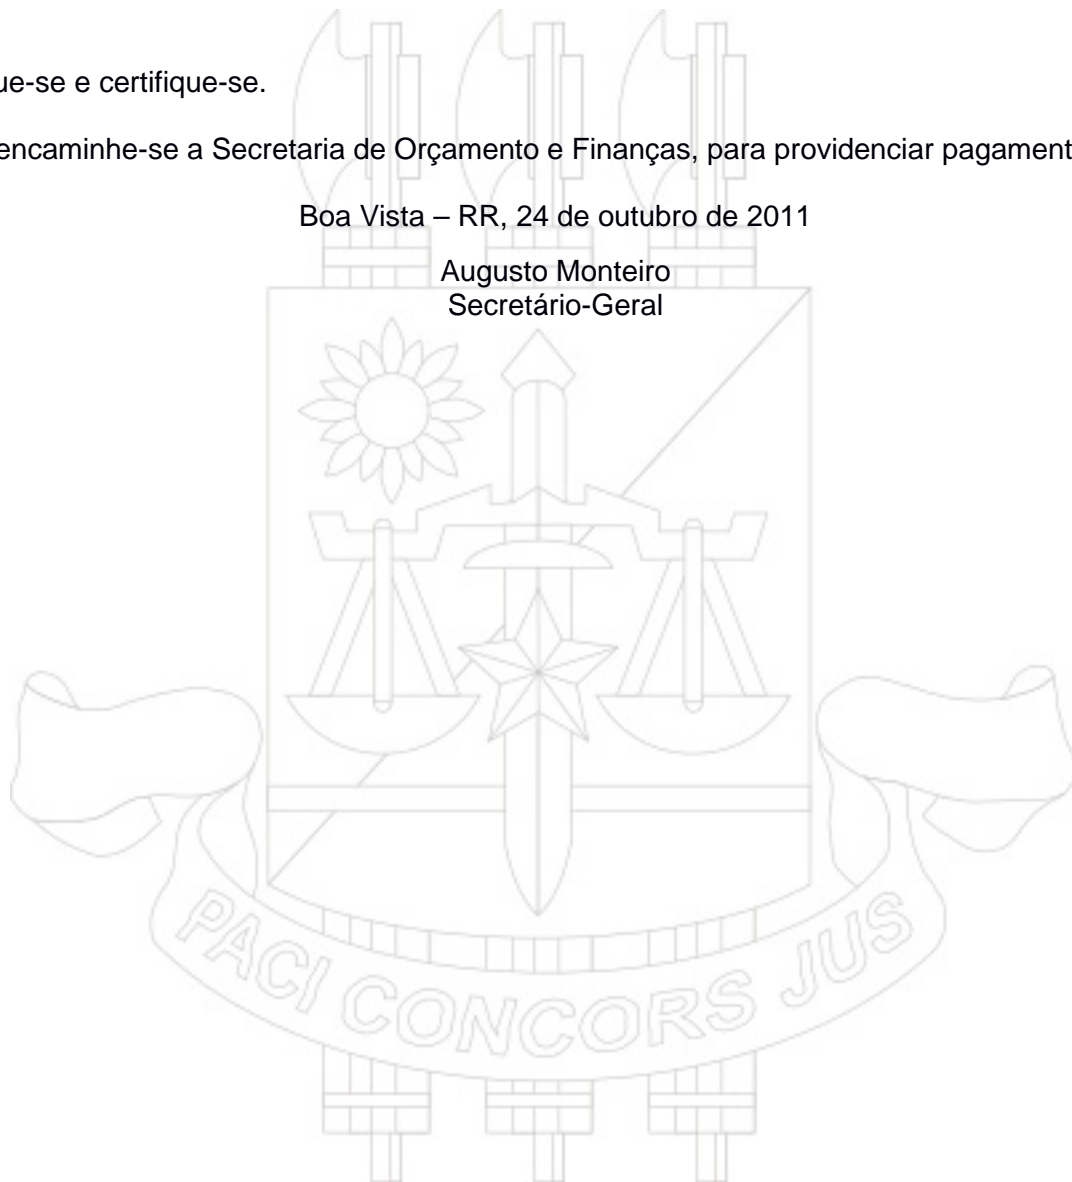 ue-se e certifique-se.
encaminhe-se a Secretaria de Orçamento e Finanças, para providenciar pagament
Boa Vista – RR, 24 de outubro de 2011
Augusto Monteiro
Secretário-Geral
PACI CONCORS JUS